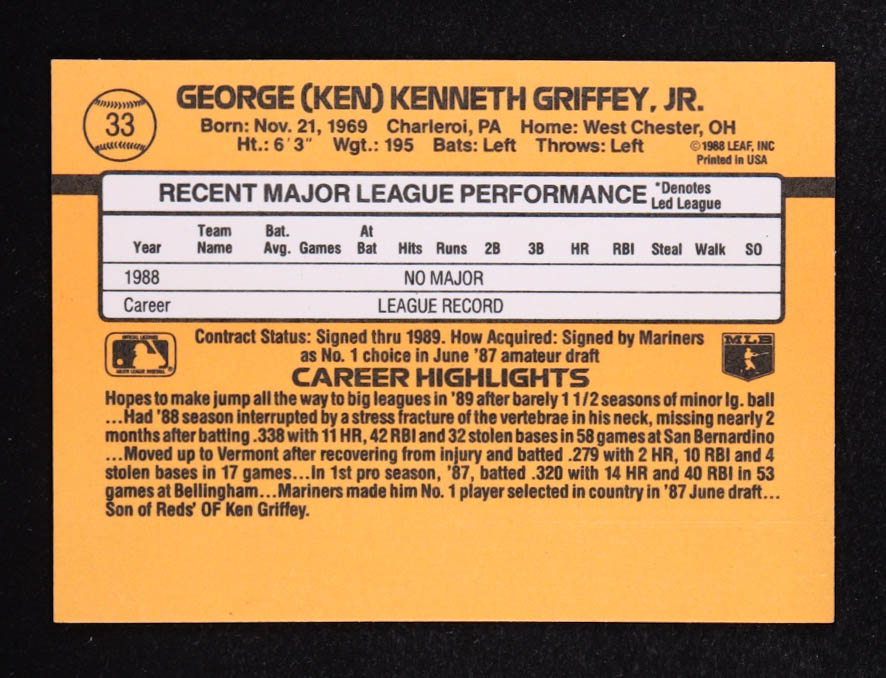 33
GEORGE (KEN) KENNETH GRIFFEY, JR.
Born: Nov. 21, 1969 Charleroi, PA Home: West Chester, OH
Ht.: 6'3" Wgt.: 195 Bats: Left Throws: Left
©1988 LEAF, INC
Printed in USA
RECENT MAJOR LEAGUE PERFORMANCE *Denotes Led League
Year Team Name Bat. Avg. Games At Bat Hits Runs 2B 3B HR RBI Steal Walk SO
1988 NO MAJOR
Career LEAGUE RECORD
OFFICIAL LICENSEE
MAJOR LEAGUE BASEBALL
MLB
Contract Status: Signed thru 1989. How Acquired: Signed by Mariners
as No. 1 choice in June '87 amateur draft
CAREER HIGHLIGHTS
Hopes to make jump all the way to big leagues in '89 after barely 1 1/2 seasons of minor lg. ball
...Had '88 season interrupted by a stress fracture of the vertebrae in his neck, missing nearly 2
months after batting .338 with 11 HR, 42 RBI and 32 stolen bases in 58 games at San Bernardino
...Moved up to Vermont after recovering from injury and batted .279 with 2 HR, 10 RBI and 4
stolen bases in 17 games...In 1st pro season, '87, batted .320 with 14 HR and 40 RBI in 53
games at Bellingham...Mariners made him No. 1 player selected in country in '87 June draft...
Son of Reds' OF Ken Griffey.